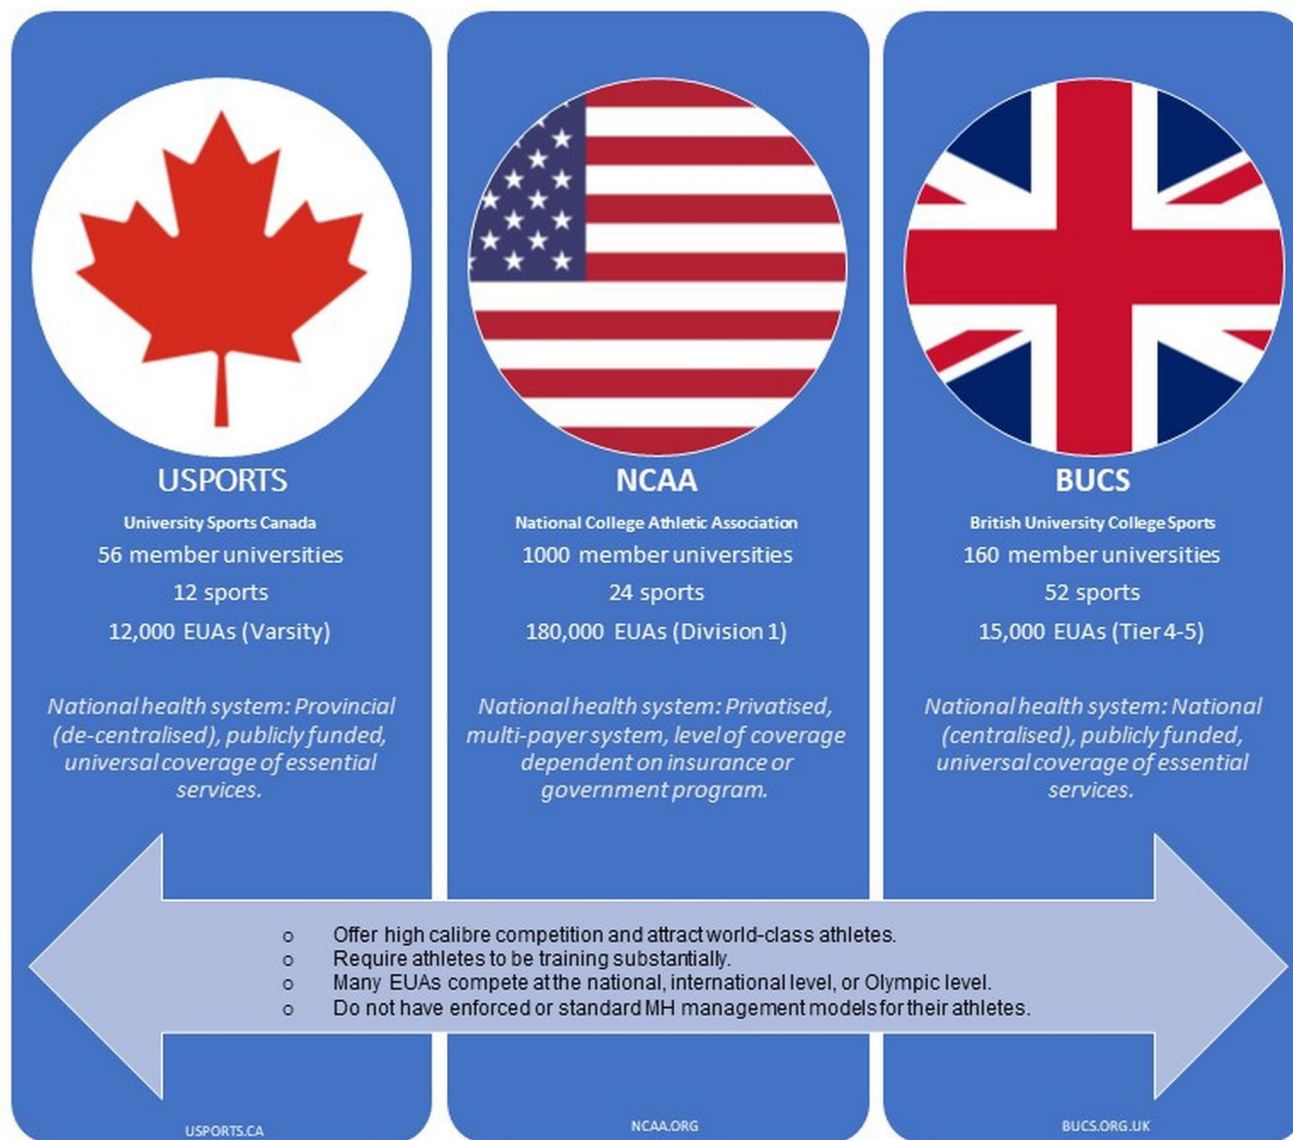 USPORTS
University Sports Canada
56 member universities
12 sports
12,000 EUAs (Varsity)
National health system: Provincial
(de-centralised), publicly funded,
universal coverage of essential
services.
NCAA
National College Athletic Association
1000 member universities
24 sports
180,000 EUAs (Division 1)
National health system: Privatised,
multi-payer system, level of coverage
dependent on insurance or
government program.
BUCS
British University College Sports
160 member universities
52 sports
15,000 EUAs (Tier 4-5)
National health system: National
(centralised), publicly funded,
universal coverage of essential
services.
o Offer high calibre competition and attract world-class athletes.
o Require athletes to be training substantially.
o Many EUAs compete at the national, international level, or Olympic level.
o Do not have enforced or standard MH management models for their athletes.
USPORTS.CA
NCAA.ORG
BUCS.ORG.UK